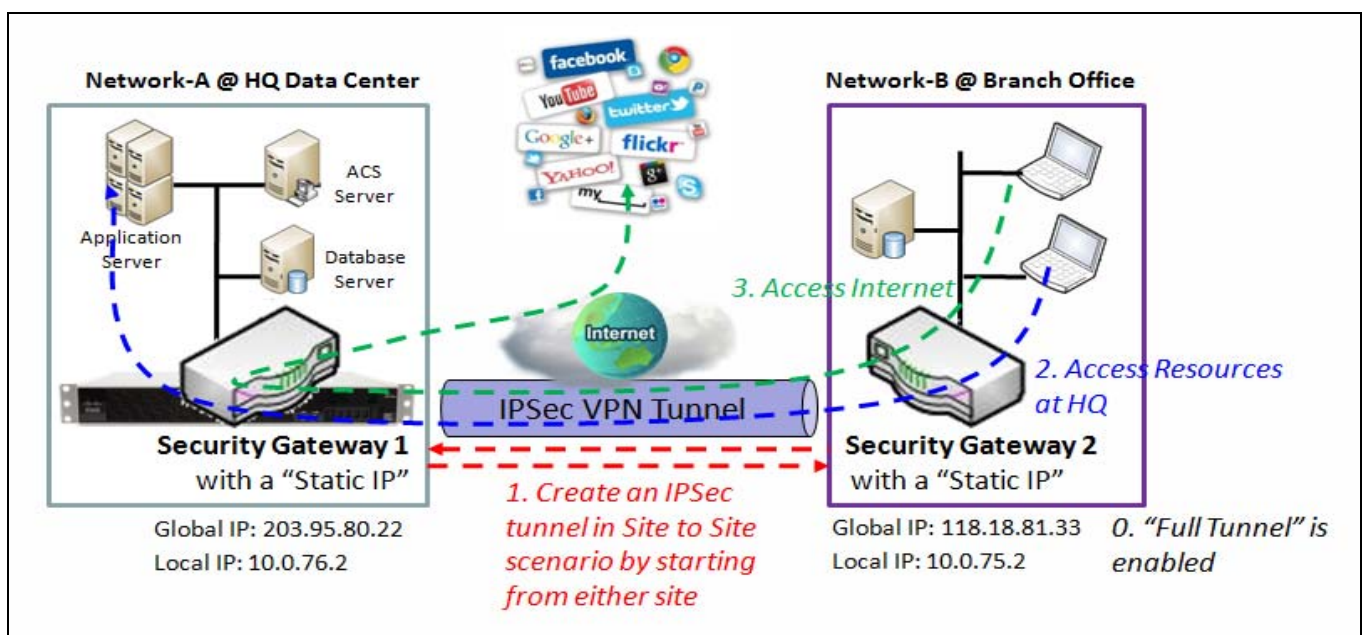 Network-A @ HQ Data Center
Network-B @ Branch Office
facebook
YouTube
twitter
Google+
flickr
YAHOO!
g+
my
ACS
Server
Application
Server
Database
Server
Internet
3. Access Internet
2. Access Resources
at HQ
IPSec VPN Tunnel
Security Gateway 1
with a “Static IP”
Security Gateway 2
with a “Static IP”
1. Create an IPSec
tunnel in Site to Site
scenario by starting
from either site
Global IP: 203.95.80.22
Local IP: 10.0.76.2
Global IP: 118.18.81.33
Local IP: 10.0.75.2
0. “Full Tunnel” is
enabled